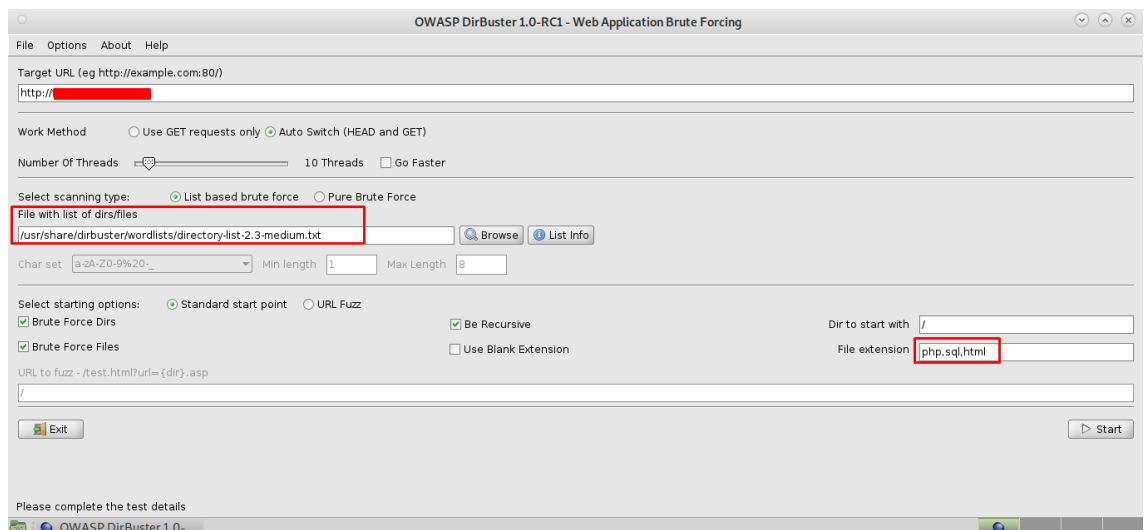 OWASP DirBuster 1.0-RC1 - Web Application Brute Forcing
File Options About Help
Target URL (eg http://example.com:80/)
http://
Work Method Use GET requests only Auto Switch (HEAD and GET)
Number Of Threads 10 Threads Go Faster
Select scanning type: List based brute force Pure Brute Force
File with list of dirs/files
/usr/share/dirbuster/wordlists/directory-list-2.3-medium.txt Browse List Info
Char set a-zA-Z0-9%20-_ Min length 1 Max Length 8
Select starting options: Standard start point URL Fuzz
Brute Force Dirs Be Recursive Dir to start with /
Brute Force Files Use Blank Extension File extension php,sql,html
URL to fuzz - /test.html?url={dir}.asp
/
Exit Start
Please complete the test details
OWASP DirBuster 1.0-